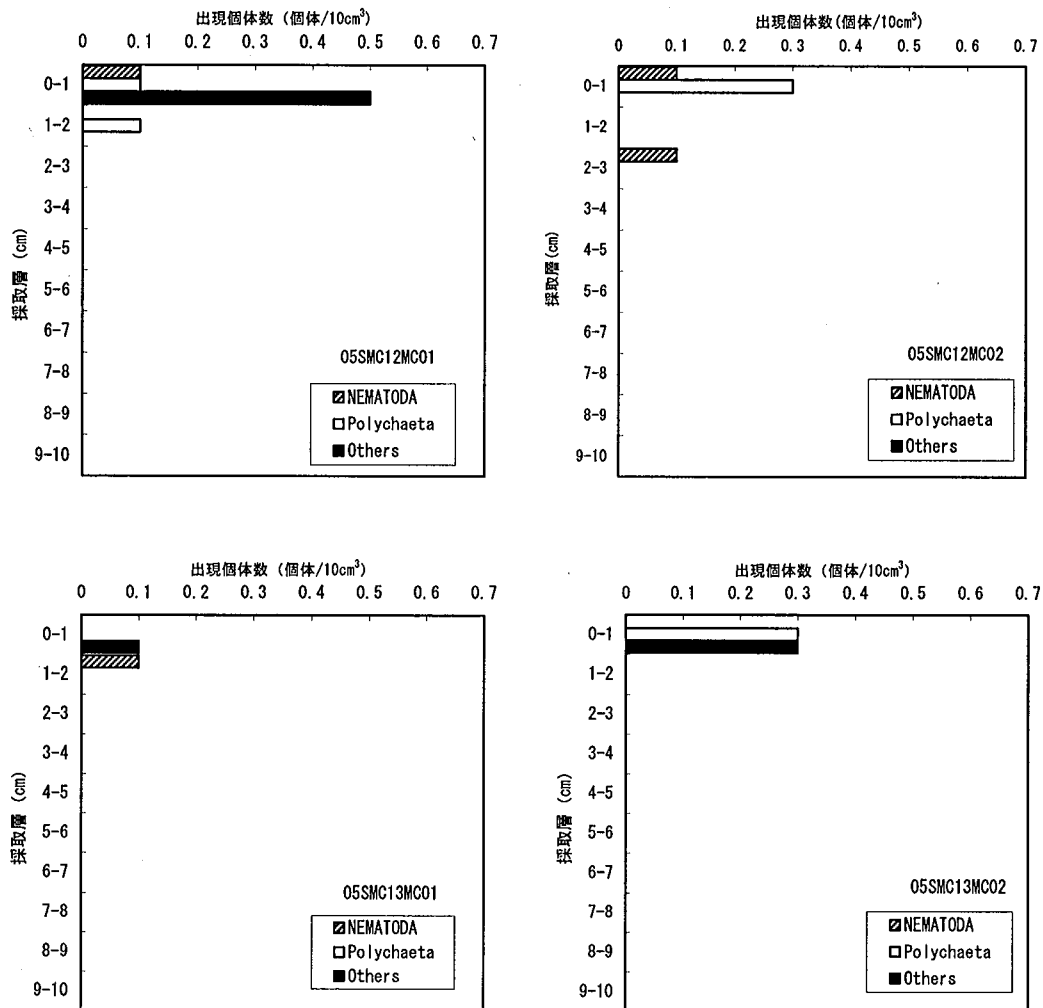 出現個体数 (個体/10cm³)
0 0.1 0.2 0.3 0.4 0.5 0.6 0.7
0-1
1-2
2-3
3-4
4-5
5-6
6-7
7-8
8-9
9-10
採取層 (cm)
05SMC12MC01
NEMATODA
Polychaeta
Others
出現個体数(個体/10cm³)
0 0.1 0.2 0.3 0.4 0.5 0.6 0.7
0-1
1-2
2-3
3-4
4-5
5-6
6-7
7-8
8-9
9-10
採取層(cm)
05SMC12MC02
NEMATODA
Polychaeta
Others
出現個体数 (個体/10cm³)
0 0.1 0.2 0.3 0.4 0.5 0.6 0.7
0-1
1-2
2-3
3-4
4-5
5-6
6-7
7-8
8-9
9-10
採取層 (cm)
05SMC13MC01
NEMATODA
Polychaeta
Others
出現個体数 (個体/10cm³)
0 0.1 0.2 0.3 0.4 0.5 0.6 0.7
0-1
1-2
2-3
3-4
4-5
5-6
6-7
7-8
8-9
9-10
採取層 (cm)
05SMC13MC02
NEMATODA
Polychaeta
Others